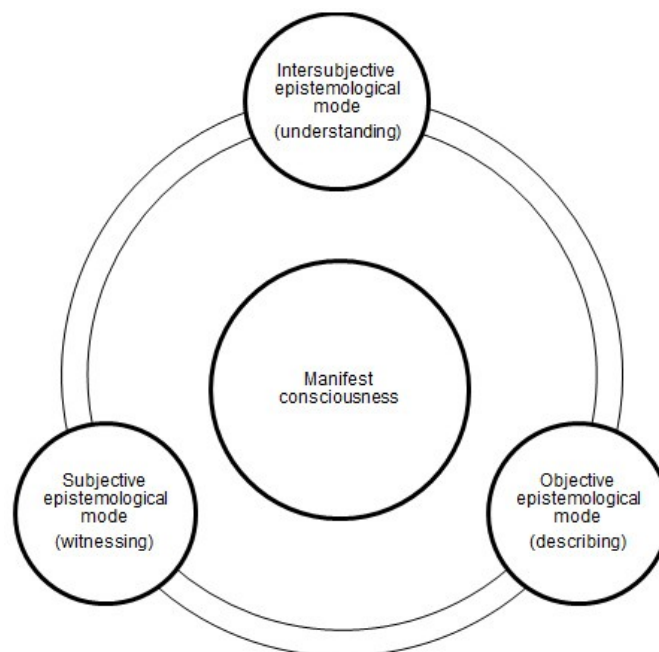 Intersubjective
epistemological
mode
(understanding)
Manifest
consciousness
Subjective
epistemological
mode
(witnessing)
Objective
epistemological
mode
(describing)